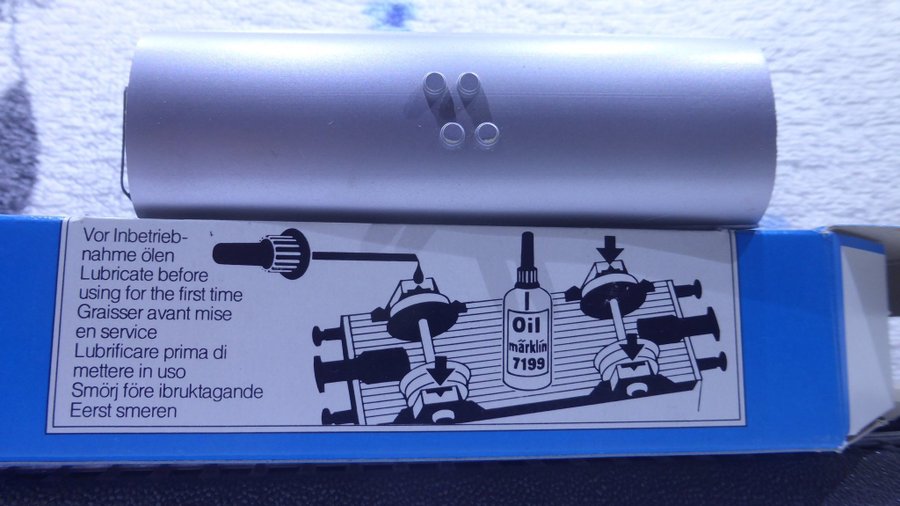 Vor Inbetrieb-
nahme ölen
Lubricate before
using for the first time
Graisser avant mise
en service
Lubrificare prima di
mettere in uso
Smörj före ibruktagande
Eerst smeren
Oil
märklin
7199